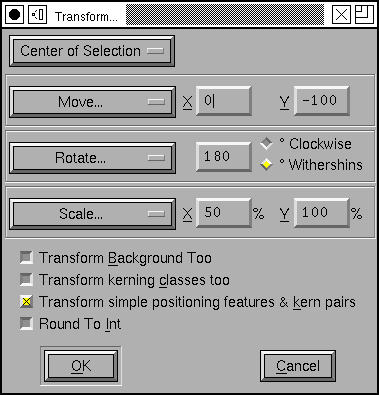 Transform...
Center of Selection
Move... X 0 Y -100
Rotate... 180 ° Clockwise
° Withershins
Scale... X 50 % Y 100 %
Transform Background Too
Transform kerning classes too
Transform simple positioning features & kern pairs
Round To Int
OK Cancel